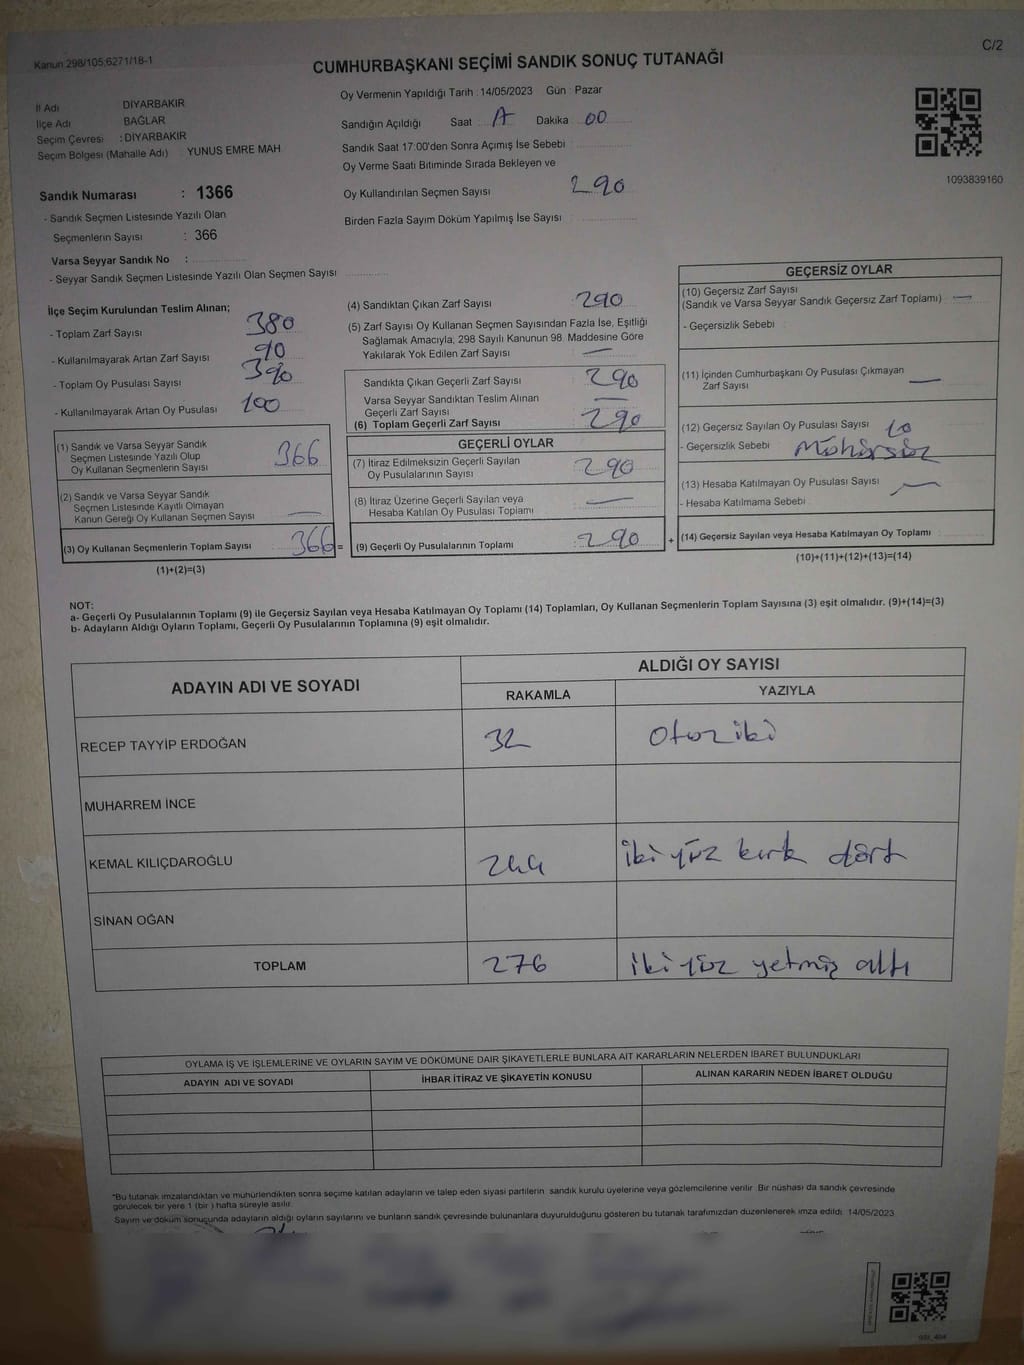 Kanun 298/105;6271/18-1
C/2
CUMHURBAŞKANI SEÇİMİ SANDIK SONUÇ TUTANAĞI
İl Adı DİYARBAKIR
İlçe Adı BAĞLAR
Seçim Çevresi : DİYARBAKIR
Seçim Bölgesi (Mahalle Adı) YUNUS EMRE MAH
Sandık Numarası : 1366
- Sandık Seçmen Listesinde Yazılı Olan
Seçmenlerin Sayısı : 366
Varsa Seyyar Sandık No :
- Seyyar Sandık Seçmen Listesinde Yazılı Olan Seçmen Sayısı
Oy Vermenin Yapıldığı Tarih : 14/05/2023 Gün : Pazar
Sandığın Açıldığı Saat Dakika 00
Sandık Saat 17:00'den Sonra Açımış İse Sebebi
Oy Verme Saati Bitiminde Sırada Bekleyen ve
Oy Kullandırılan Seçmen Sayısı 290
Birden Fazla Sayım Döküm Yapılmış İse Sayısı
1093839160
İlçe Seçim Kurulundan Teslim Alınan;
- Toplam Zarf Sayısı 380
- Kullanılmayarak Artan Zarf Sayısı 90
- Toplam Oy Pusulası Sayısı 390
- Kullanılmayarak Artan Oy Pusulası 100
(1) Sandık ve Varsa Seyyar Sandık
Seçmen Listesinde Yazılı Olup
Oy Kullanan Seçmenlerin Sayısı 366
(2) Sandık ve Varsa Seyyar Sandık
Seçmen Listesinde Kayıtlı Olmayan
Kanun Gereği Oy Kullanan Seçmen Sayısı —
(3) Oy Kullanan Seçmenlerin Toplam Sayısı 366 =
(1)+(2)=(3)
(4) Sandıktan Çıkan Zarf Sayısı 290
(5) Zarf Sayısı Oy Kullanan Seçmen Sayısından Fazla İse, Eşitliği
Sağlamak Amacıyla; 298 Sayılı Kanunun 98. Maddesine Göre
Yakılarak Yok Edilen Zarf Sayısı —
Sandıkta Çıkan Geçerli Zarf Sayısı 290
Varsa Seyyar Sandıktan Teslim Alınan
Geçerli Zarf Sayısı —
(6) Toplam Geçerli Zarf Sayısı 290
GEÇERLİ OYLAR
(7) İtiraz Edilmeksizin Geçerli Sayılan
Oy Pusulalarının Sayısı 290
(8) İtiraz Üzerine Geçerli Sayılan veya
Hesaba Katılan Oy Pusulası Toplamı —
(9) Geçerli Oy Pusulalarının Toplamı : 290 +
GEÇERSİZ OYLAR
(10) Geçersiz Zarf Sayısı
(Sandık ve Varsa Seyyar Sandık Geçersiz Zarf Toplamı) —
- Geçersizlik Sebebi
(11) İçinden Cumhurbaşkanı Oy Pusulası Çıkmayan
Zarf Sayısı —
(12) Geçersiz Sayılan Oy Pusulası Sayısı 10
- Geçersizlik Sebebi Mühürsüz
(13) Hesaba Katılmayan Oy Pusulası Sayısı —
- Hesaba Katılmama Sebebi
(14) Geçersiz Sayılan veya Hesaba Katılmayan Oy Toplamı
(10)+(11)+(12)+(13)=(14)
NOT:
a- Geçerli Oy Pusulalarının Toplamı (9) ile Geçersiz Sayılan veya Hesaba Katılmayan Oy Toplamı (14) Toplamları, Oy Kullanan Seçmenlerin Toplam Sayısına (3) eşit olmalıdır. (9)+(14)=(3)
b- Adayların Aldığı Oyların Toplamı, Geçerli Oy Pusulalarının Toplamına (9) eşit olmalıdır.
ADAYIN ADI VE SOYADI ALDIĞI OY SAYISI
RAKAMLA YAZIYLA
RECEP TAYYİP ERDOĞAN 32 Otuz iki
MUHARREM İNCE
KEMAL KILIÇDAROĞLU 244 iki yüz kırk dört
SİNAN OĞAN
TOPLAM 276 iki yüz yetmiş altı
OYLAMA İŞ VE İŞLEMLERİNE VE OYLARIN SAYIM VE DÖKÜMÜNE DAİR ŞİKAYETLERLE BUNLARA AİT KARARLARIN NELERDEN İBARET BULUNDUKLARI
ADAYIN ADI VE SOYADI İHBAR İTİRAZ VE ŞİKAYETİN KONUSU ALINAN KARARIN NEDEN İBARET OLDUĞU
*Bu tutanak imzalandıktan ve mühürlendikten sonra seçime katılan adayların ve talep eden siyasi partilerin sandık kurulu üyelerine veya gözlemcilerine verilir. Bir nüshası da sandık çevresinde
görülecek bir yere 1 (bir) hafta süreyle asılır.
Sayım ve döküm sonucunda adayların aldığı oyların sayılarını ve bunların sandık çevresinde bulunanlara duyurulduğunu gösteren bu tutanak tarafımızdan düzenlenerek imza edildi. 14/05/2023